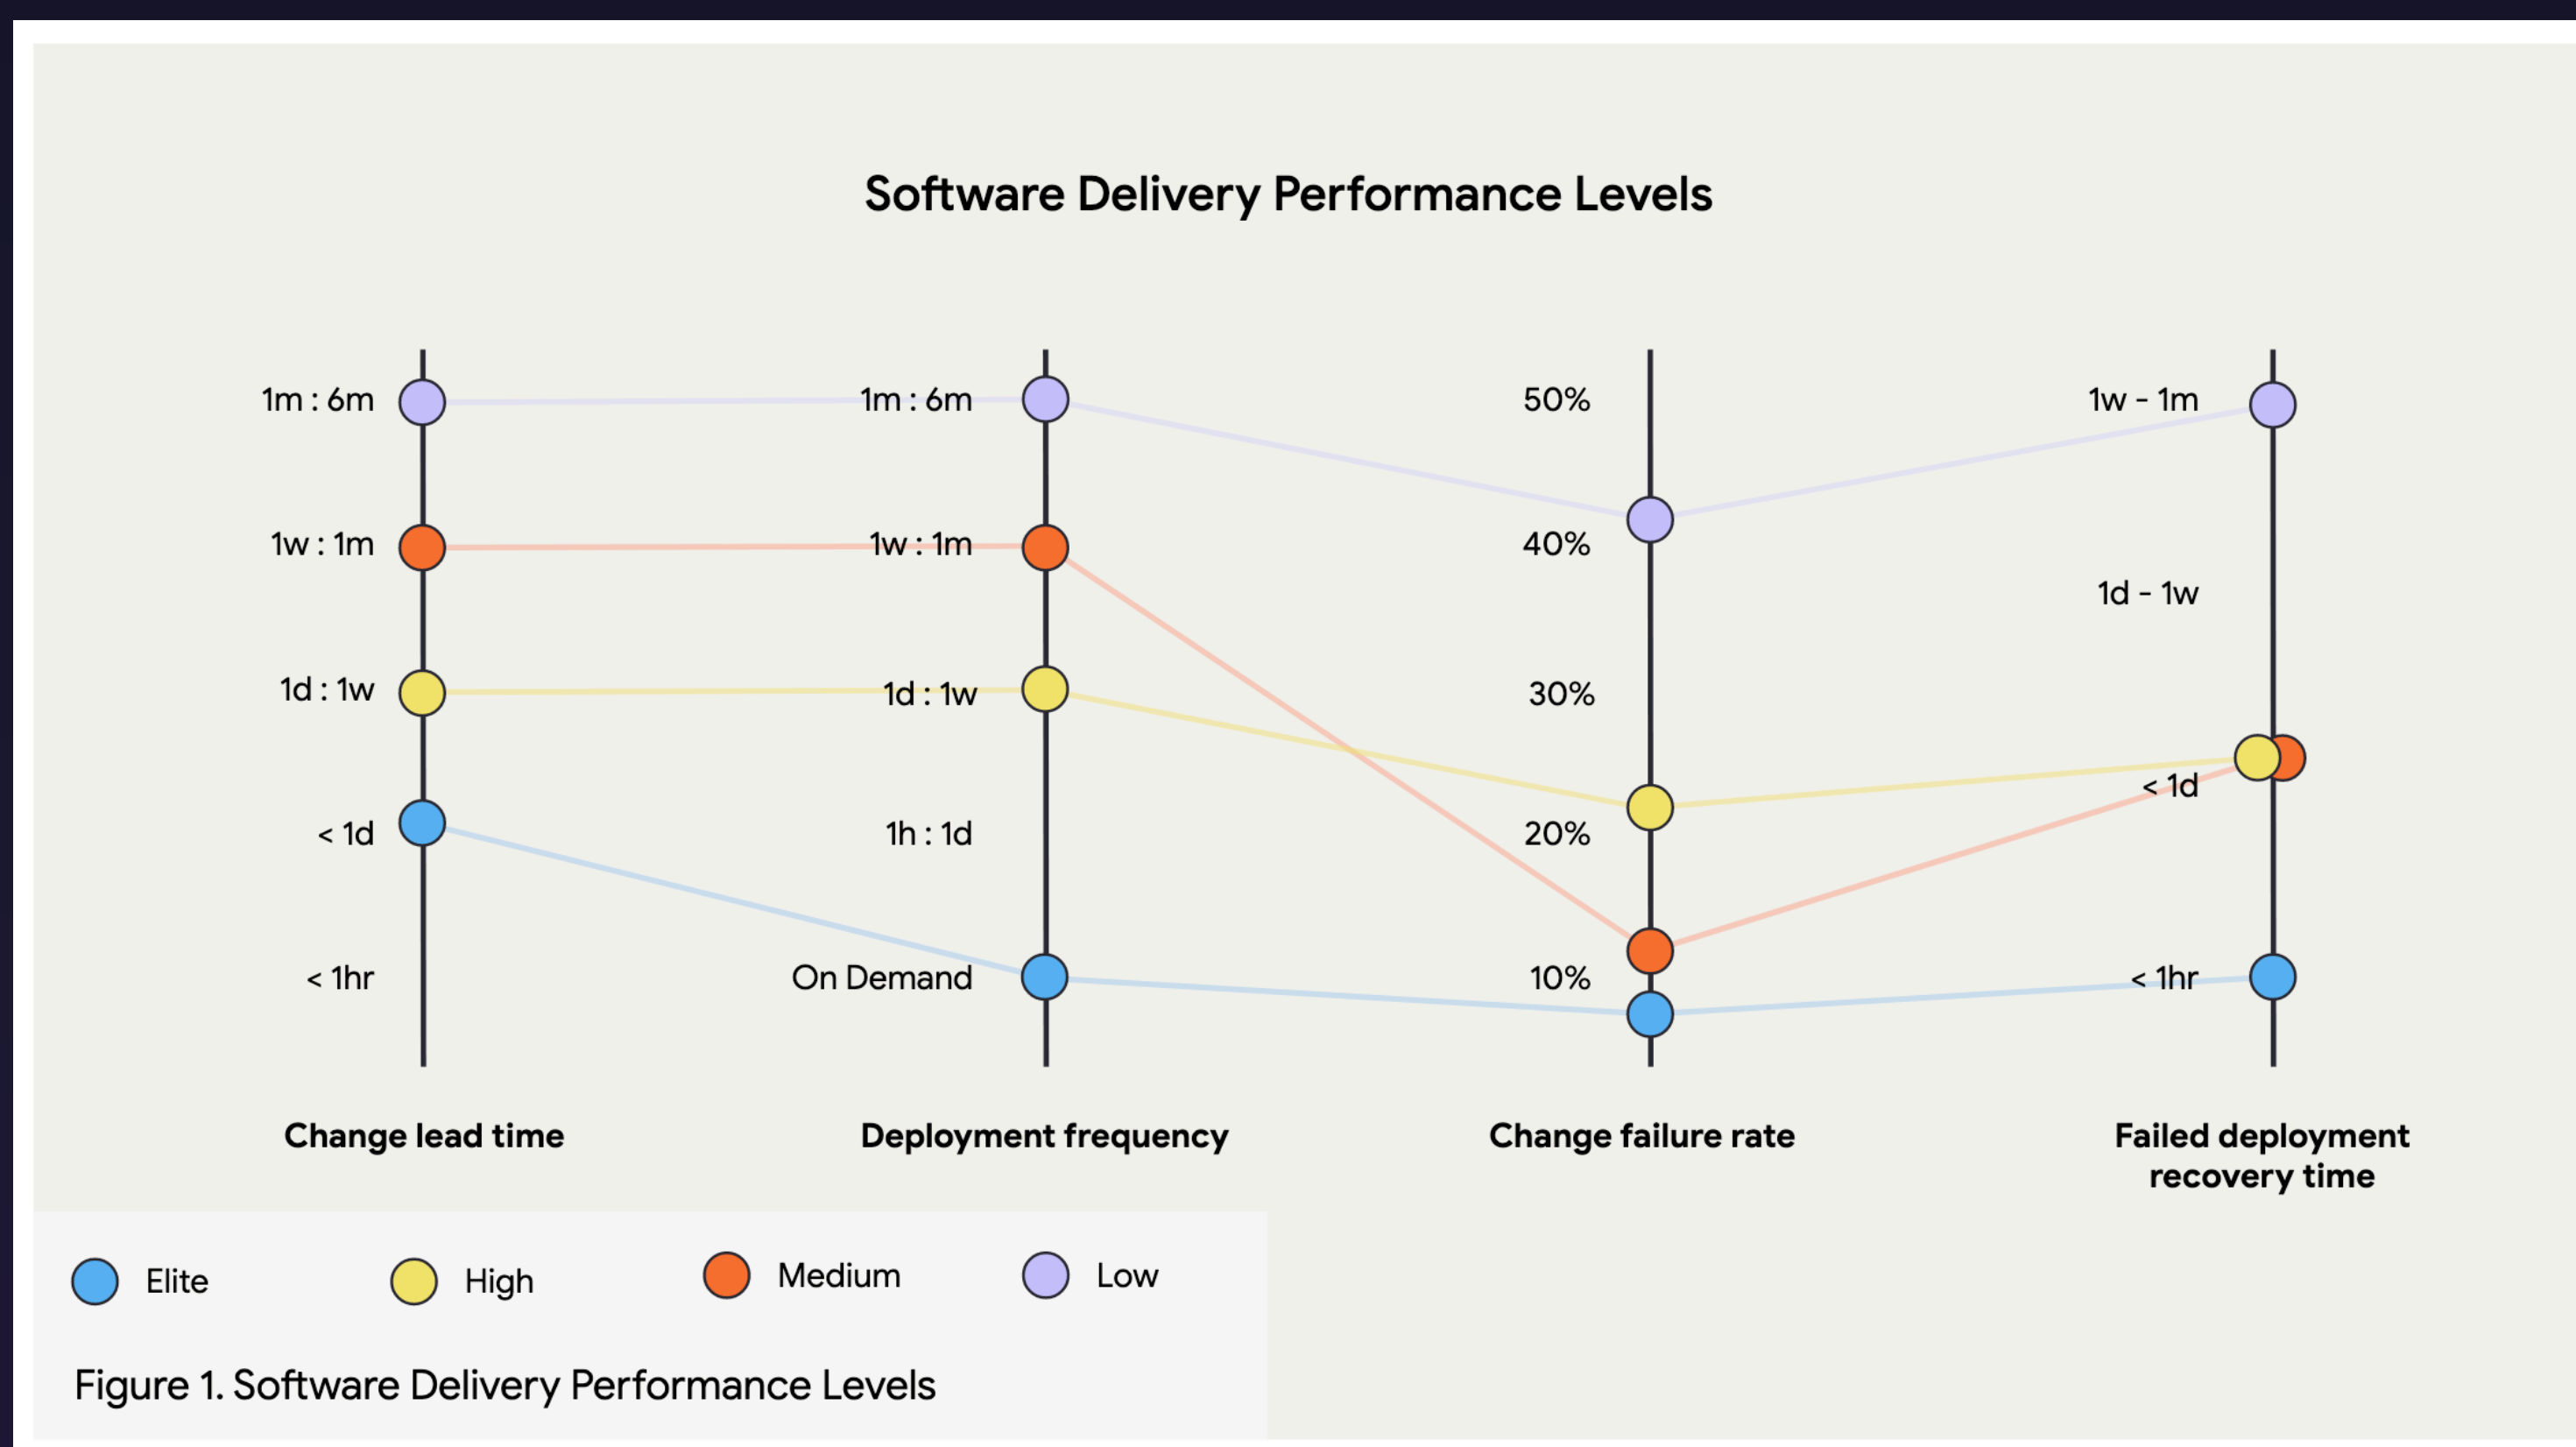 Software Delivery Performance Levels
1m : 6m
1w : 1m
1d : 1w
< 1d
< 1hr
Change lead time
1m : 6m
1w : 1m
1d : 1w
1h : 1d
On Demand
Deployment frequency
50%
40%
30%
20%
10%
Change failure rate
1w - 1m
1d - 1w
< 1d
< 1hr
Failed deployment
recovery time
Elite
High
Medium
Low
Figure 1. Software Delivery Performance Levels